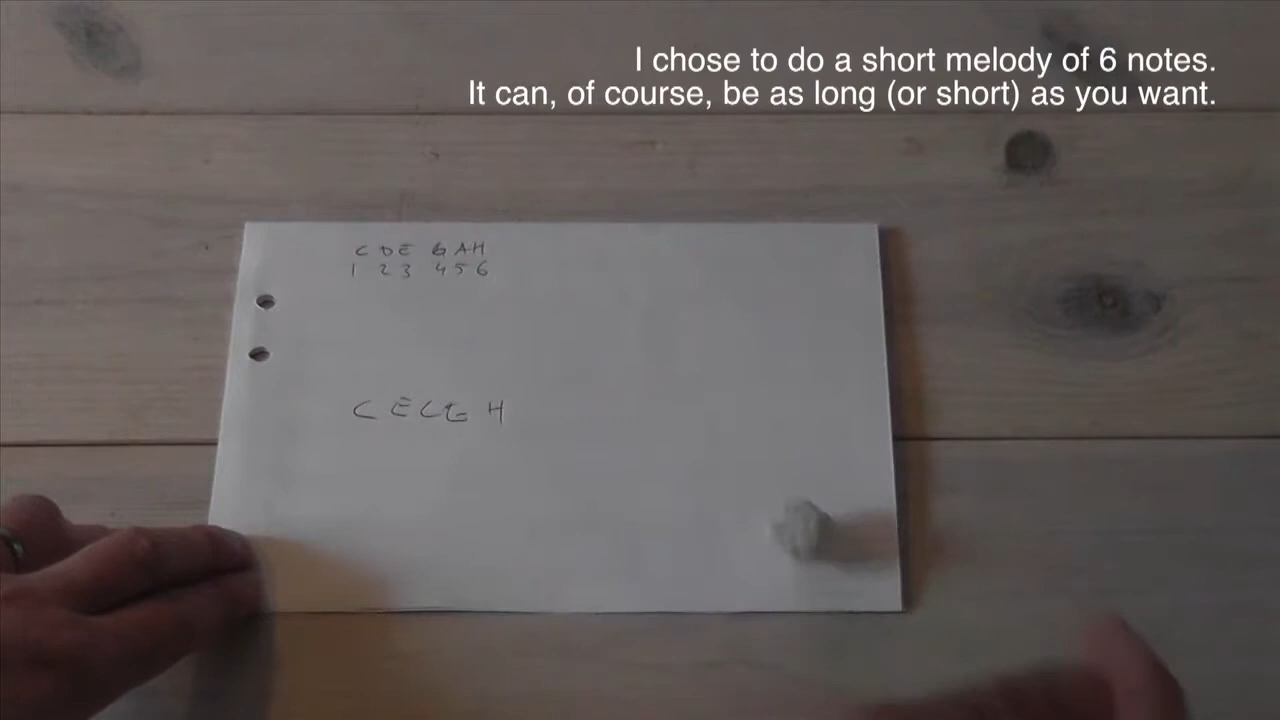 I chose to do a short melody of 6 notes.
It can, of course, be as long (or short) as you want.
C D E G A H
1 2 3 4 5 6
C E C G H